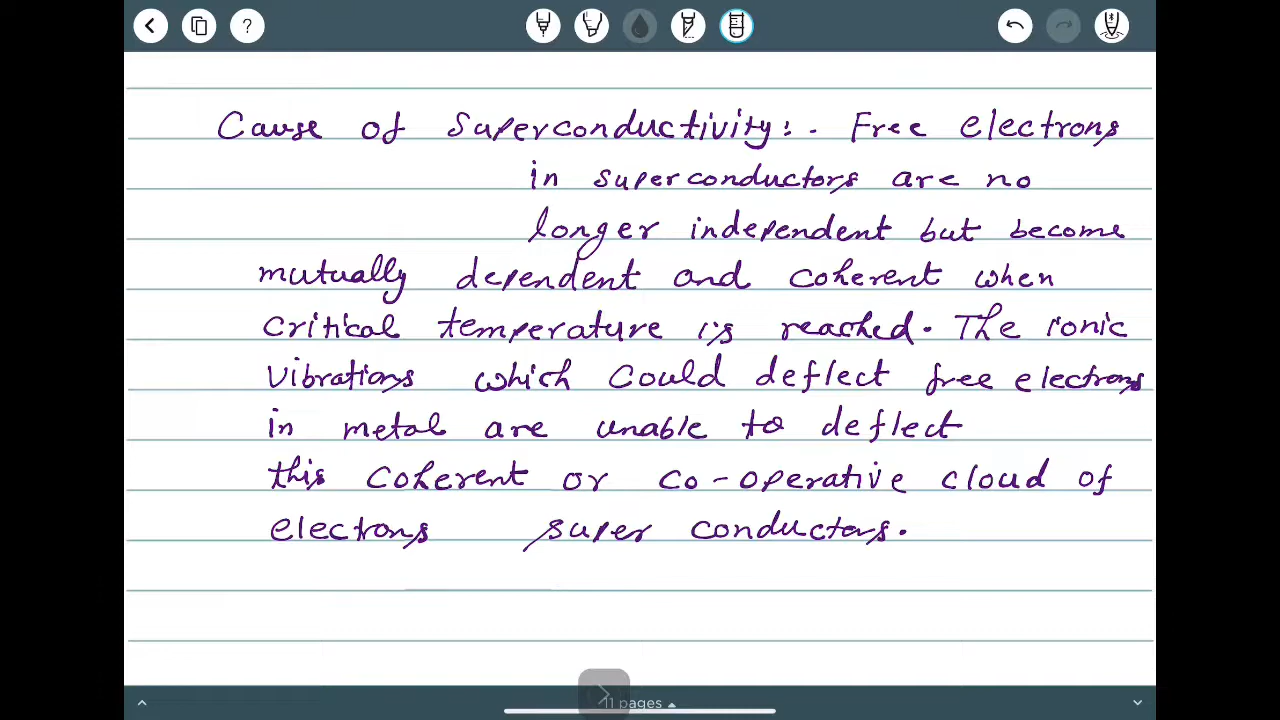 ?
Cause of Superconductivity:. Free electrons
in superconductors are no
longer independent but become
mutually dependent and coherent when
critical temperature is reached. The ionic
vibrations which could deflect free electrons
in metal are unable to deflect
this coherent or co-operative cloud of
electrons super conductors.
11 pages